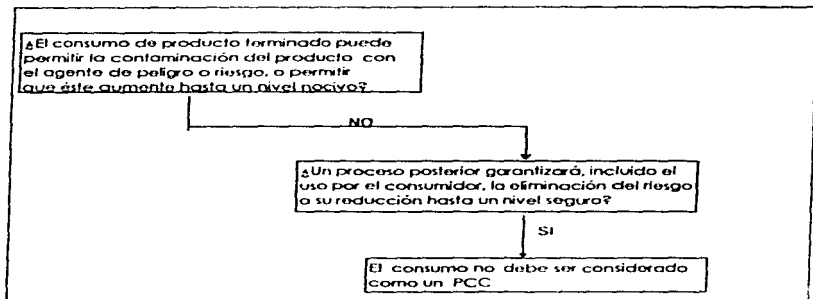 ¿El consumo de producto terminado puede
permitir la contaminación del producto con
el agente de peligro o riesgo, o permitir
que éste aumente hasta un nivel nocivo?
NO
¿Un proceso posterior garantizará, incluido el
uso por el consumidor, la eliminación del riesgo
o su reducción hasta un nivel seguro?
SI
El consumo no debe ser considerado
como un PCC